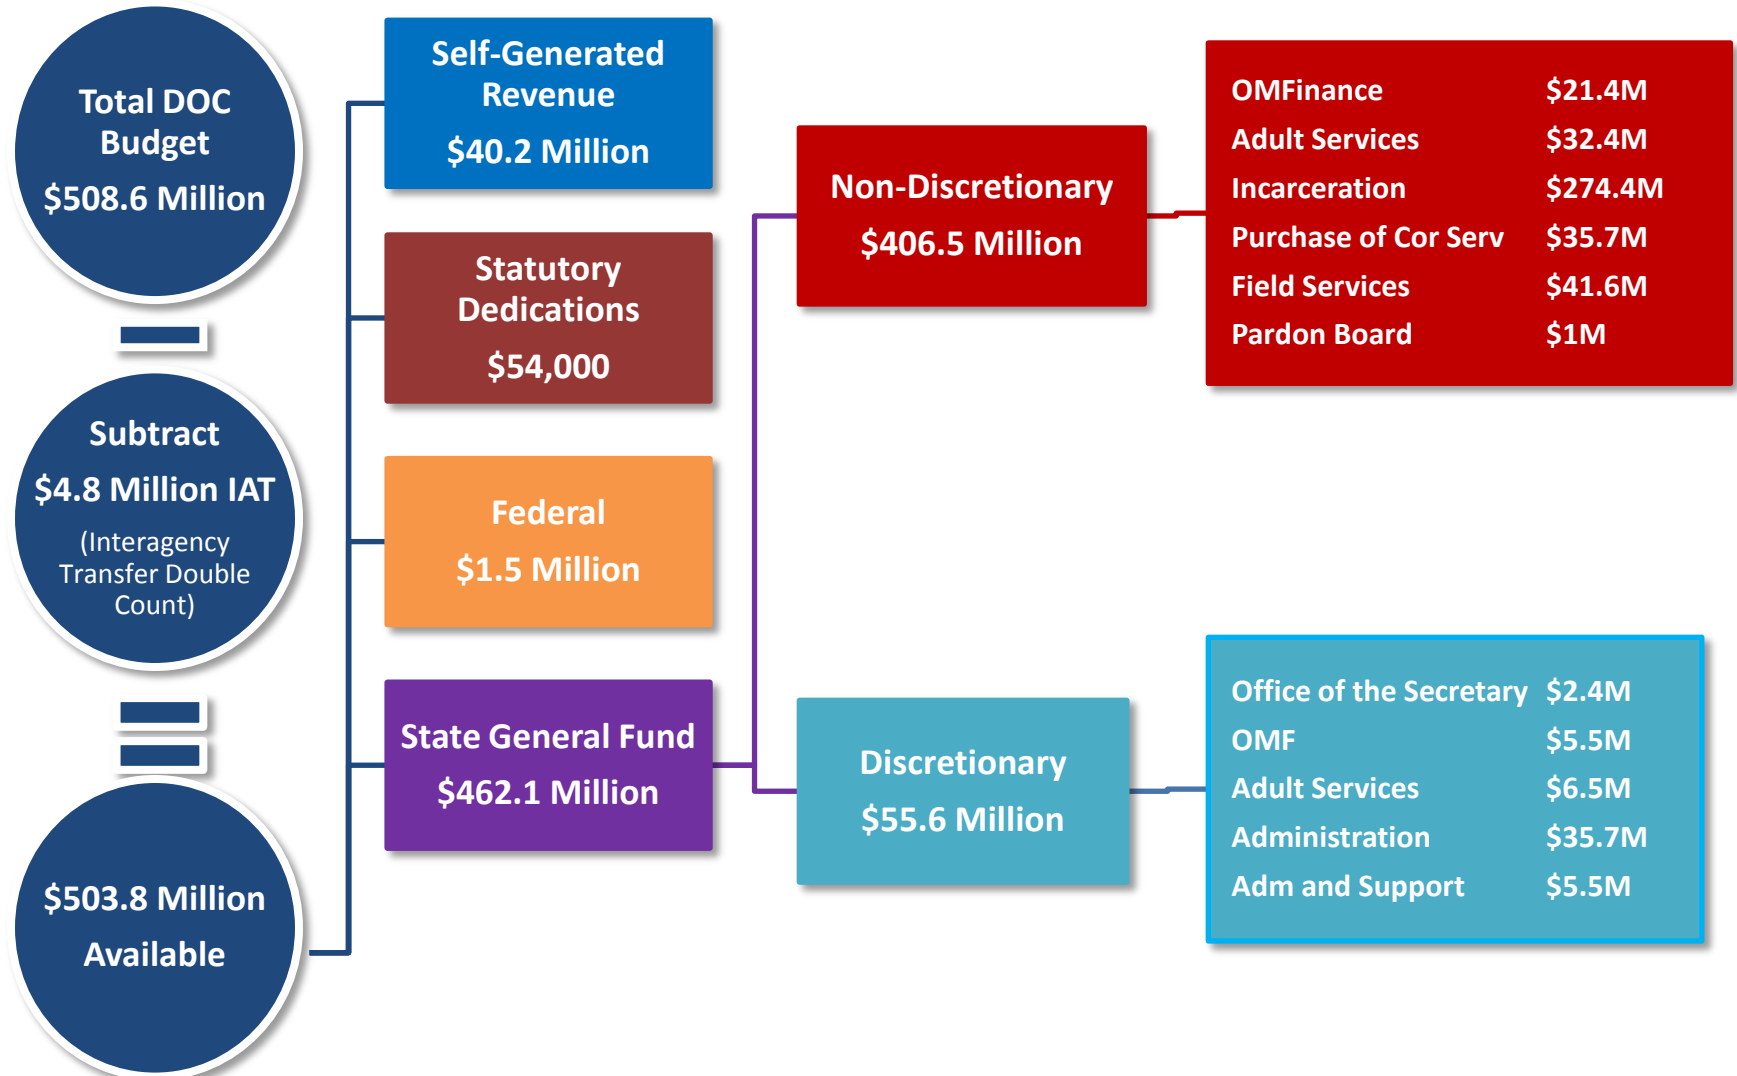 Total DOC
Budget
$508.6 Million
Subtract
$4.8 Million IAT
(Interagency
Transfer Double
Count)
$503.8 Million
Available
Self-Generated
Revenue
$40.2 Million
Statutory
Dedications
$54,000
Federal
$1.5 Million
State General Fund
$462.1 Million
Non-Discretionary
$406.5 Million
Discretionary
$55.6 Million
OMFinance $21.4M
Adult Services $32.4M
Incarceration $274.4M
Purchase of Cor Serv $35.7M
Field Services $41.6M
Pardon Board $1M
Office of the Secretary $2.4M
OMF $5.5M
Adult Services $6.5M
Administration $35.7M
Adm and Support $5.5M